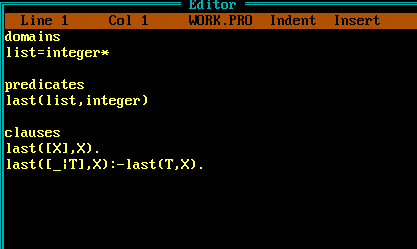 Editor
Line 1 Col 1 WORK.PRO Indent Insert
domains
list=integer*
predicates
last(list,integer)
clauses
last([X],X).
last([_¦T],X):-last(T,X).